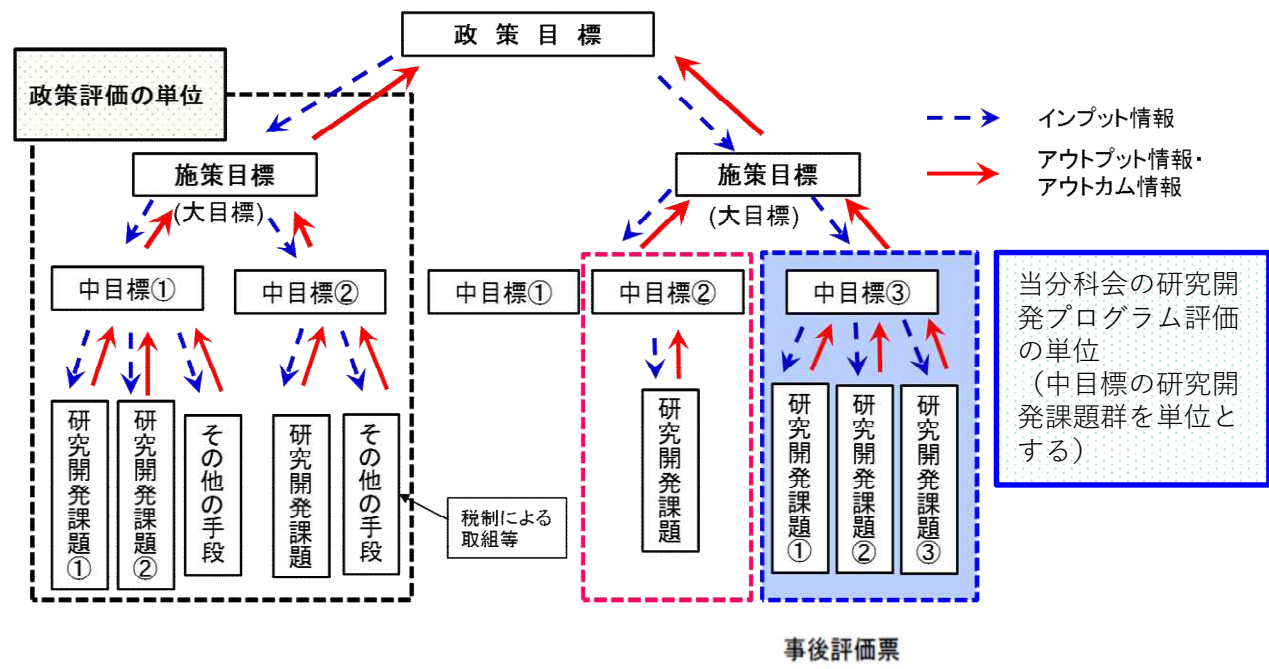 政策目標
政策評価の単位
インプット情報
アウトプット情報・
アウトカム情報
施策目標
(大目標)
施策目標
(大目標)
中目標①
中目標②
中目標①
中目標②
中目標③
当分科会の研究開
発プログラム評価
の単位
(中目標の研究開
発課題群を単位と
する)
研究開発課題①
研究開発課題②
その他の手段
研究開発課題
その他の手段
税制による
取組等
研究開発課題
研究開発課題①
研究開発課題②
研究開発課題③
事後評価票